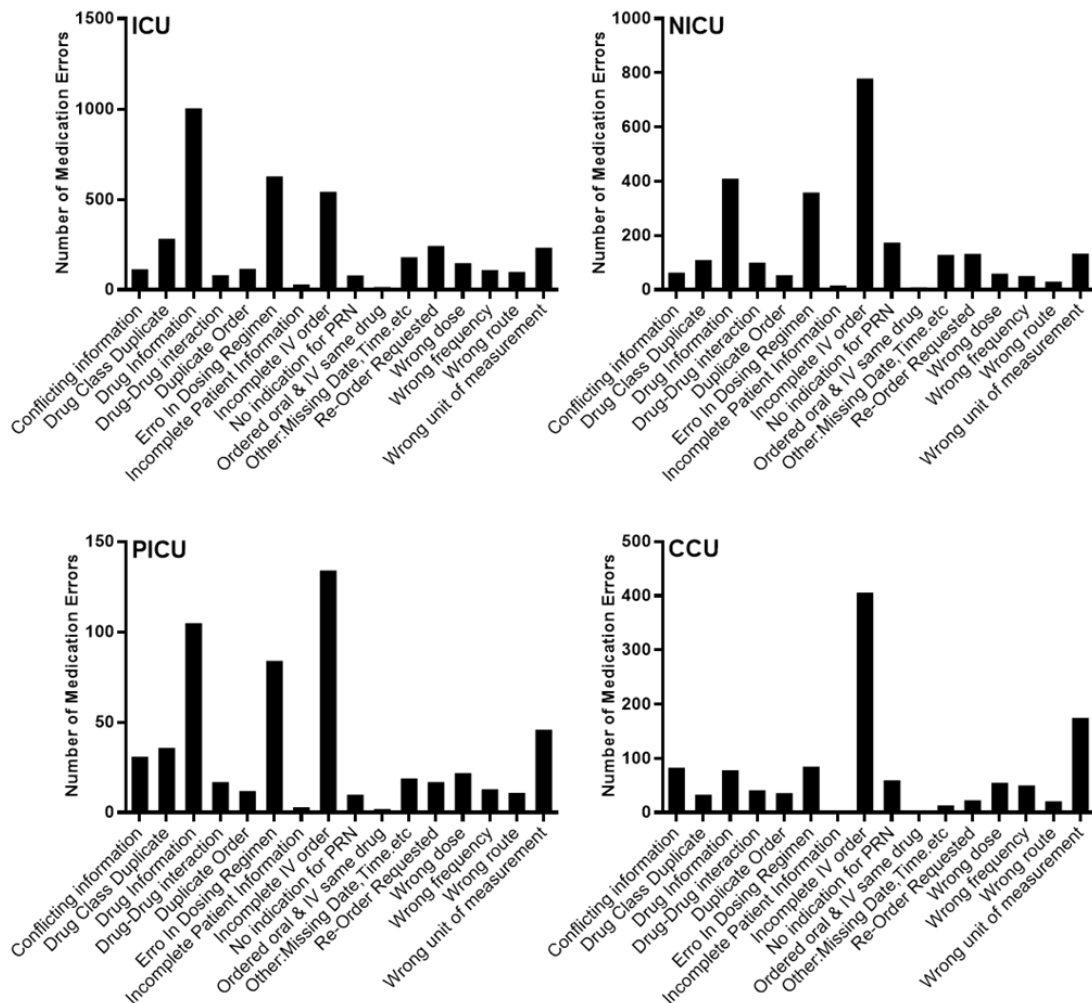 ICU
Number of Medication Errors
1500
1000
500
0
Conflicting information
Drug Class Duplicate
Drug Information
Drug-Drug interaction
Duplicate Order
Erro In Dosing Regimen
Incomplete Patient Information
Incomplete IV order
No indication for PRN
Ordered oral & IV same drug
Other:Missing Date,Time.etc
Re-Order Requested
Wrong dose
Wrong frequency
Wrong route
Wrong unit of measurement
NICU
Number of Medication Errors
1000
800
600
400
200
0
Conflicting information
Drug Class Duplicate
Drug Information
Drug-Drug interaction
Duplicate Order
Erro In Dosing Regimen
Incomplete Patient Information
Incomplete IV order
No indication for PRN
Ordered oral & IV same drug
Other:Missing Date,Time.etc
Re-Order Requested
Wrong dose
Wrong frequency
Wrong route
Wrong unit of measurement
PICU
Number of Medication Errors
150
100
50
0
Conflicting information
Drug Class Duplicate
Drug Information
Drug-Drug interaction
Duplicate Order
Erro In Dosing Regimen
Incomplete Patient Information
Incomplete IV order
No indication for PRN
Ordered oral & IV same drug
Other:Missing Date,Time.etc
Re-Order Requested
Wrong dose
Wrong frequency
Wrong route
Wrong unit of measurement
CCU
Number of Medication Errors
500
400
300
200
100
0
Conflicting information
Drug Class Duplicate
Drug Information
Drug-Drug interaction
Duplicate Order
Erro In Dosing Regimen
Incomplete Patient Information
Incomplete IV order
No indication for PRN
Ordered oral & IV same drug
Other:Missing Date,Time.etc
Re-Order Requested
Wrong dose
Wrong frequency
Wrong route
Wrong unit of measurement